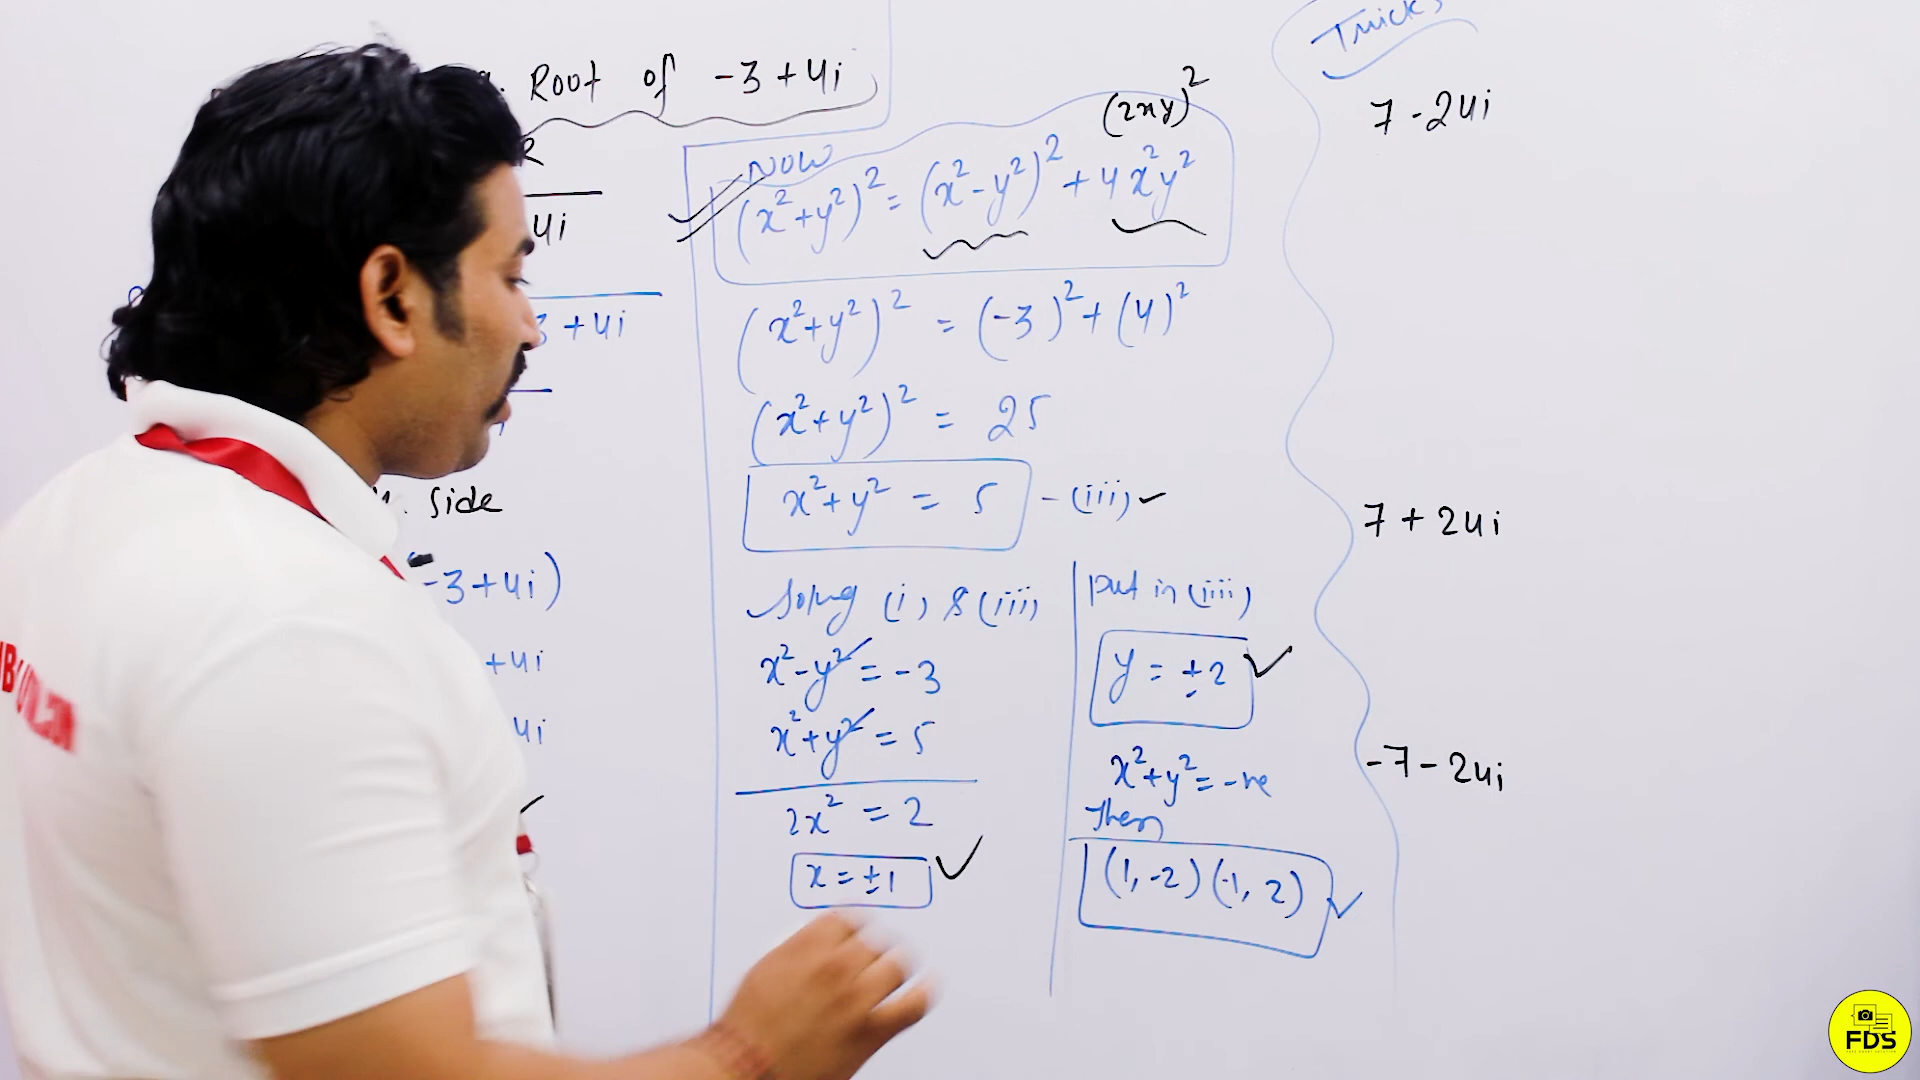 Root of -3+4i
4i
3+4i
Side
-3+4i)
+4i
4i
NOW
(2xy)²
(x²+y²)² = (x²-y²)² + 4x²y²
(x²+y²)² = (-3)² + (4)²
(x²+y²)² = 25
x²+y² = 5 -(iii)
Solving (i) & (iii)
x²-y² = -3
x²+y² = 5
2x² = 2
x = ±1
put in (iii)
y = ±2
x²+y² = -ve
Then
(1,-2) (-1, 2)
Trick
7-24i
7+24i
-7-24i
FDS